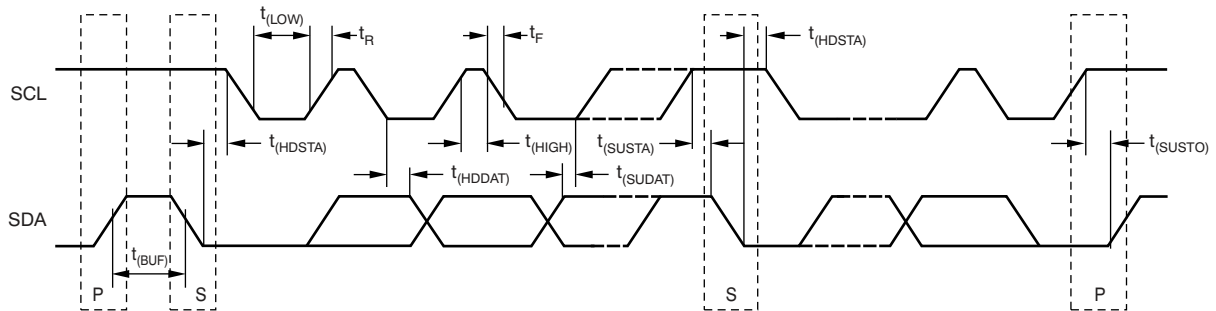 t(LOW)
tR
tF
t(HDSTA)
SCL
t(HDSTA)
t(HIGH)
t(SUSTA)
t(SUSTO)
t(HDDAT)
t(SUDAT)
SDA
t(BUF)
P
S
S
P